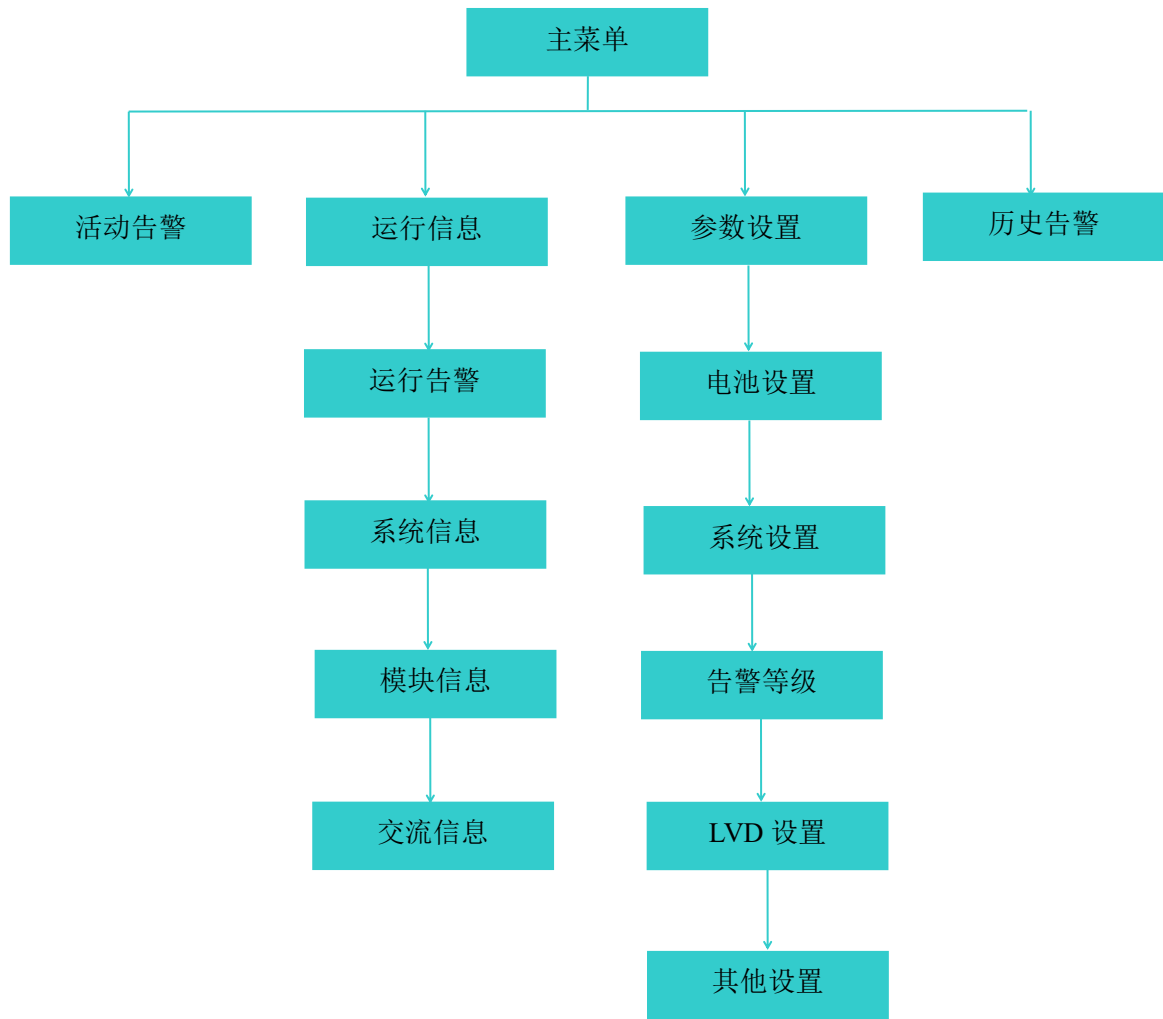 主菜单
活动告警
运行信息
参数设置
历史告警
运行告警
电池设置
系统信息
系统设置
模块信息
告警等级
交流信息
LVD 设置
其他设置